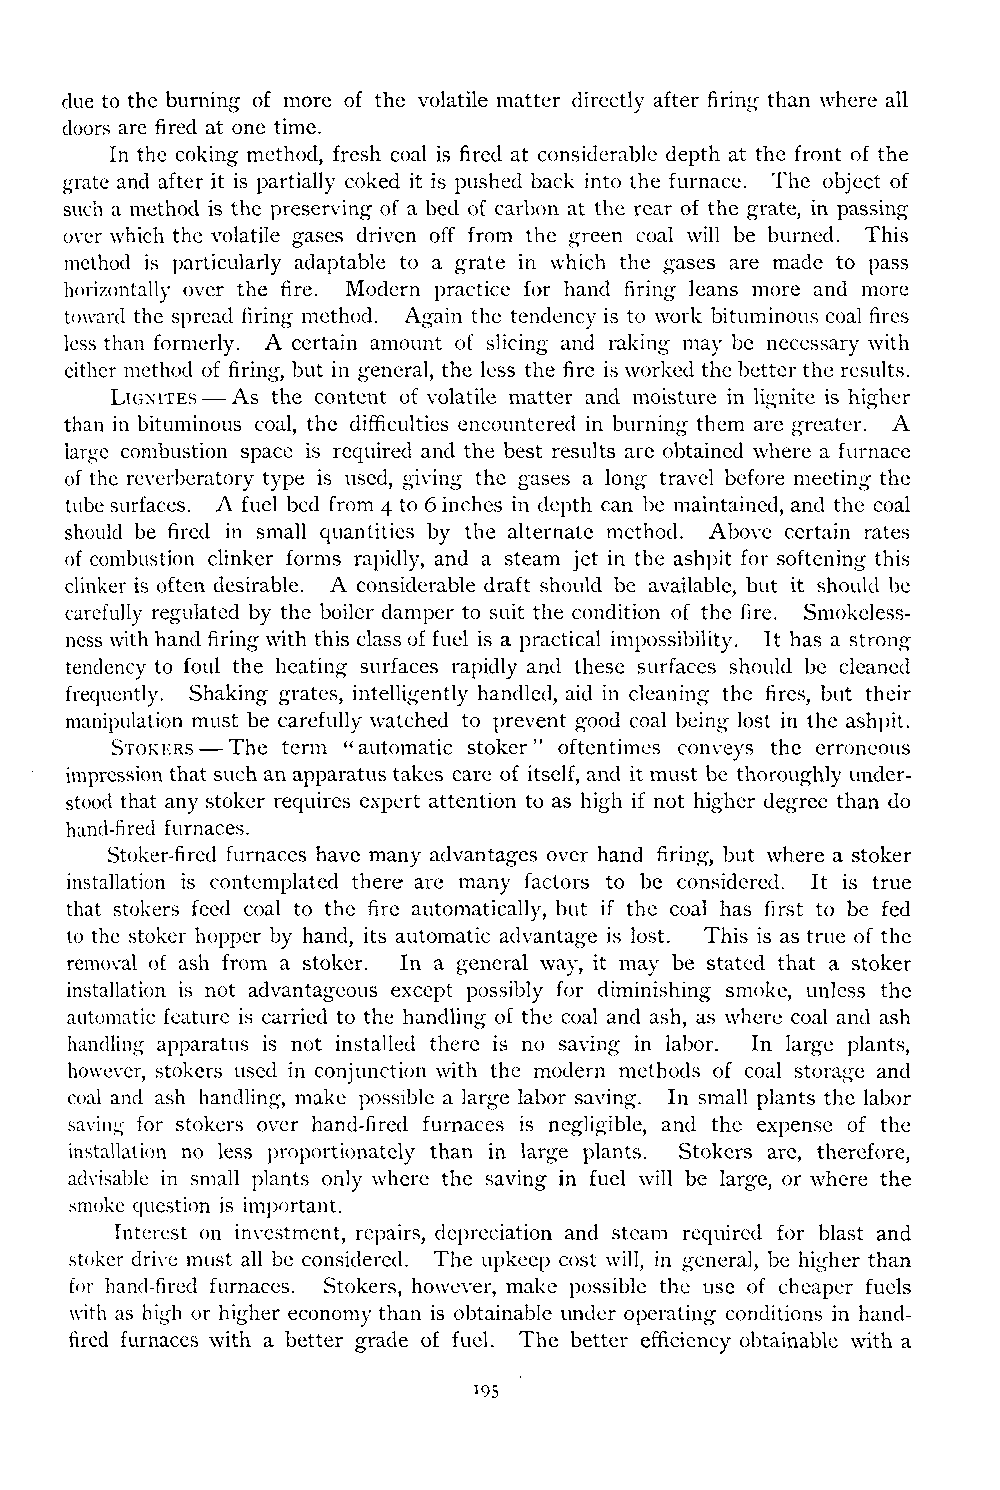 due to the burning of more of the volatile matter directly after firing than where all
doors are fired at one time.
In the coking method, fresh coal is fired at considerable depth at the front of the
grate and after it is partially coked it is pushed back into the furnace. The object of
such a method is the preserving of a bed of carbon at the rear of the grate, in passing
over which the volatile gases driven off from the green coal will be burned. This
method is particularly adaptable to a grate in which the gases are made to pass
horizontally over the fire. Modern practice for hand firing leans more and more
toward the spread firing method. Again the tendency is to work bituminous coal fires
less than formerly. A certain amount of slicing and raking may be necessary with
either method of firing, but in general, the less the fire is worked the better the results.
LIGNITES — As the content of volatile matter and moisture in lignite is higher
than in bituminous coal, the difficulties encountered in burning them are greater. A
large combustion space is required and the best results are obtained where a furnace
of the reverberatory type is used, giving the gases a long travel before meeting the
tube surfaces. A fuel bed from 4 to 6 inches in depth can be maintained, and the coal
should be fired in small quantities by the alternate method. Above certain rates
of combustion clinker forms rapidly, and a steam jet in the ashpit for softening this
clinker is often desirable. A considerable draft should be available, but it should be
carefully regulated by the boiler damper to suit the condition of the fire. Smokeless-
ness with hand firing with this class of fuel is a practical impossibility. It has a strong
tendency to foul the heating surfaces rapidly and these surfaces should be cleaned
frequently. Shaking grates, intelligently handled, aid in cleaning the fires, but their
manipulation must be carefully watched to prevent good coal being lost in the ashpit.
STOKERS — The term “automatic stoker” oftentimes conveys the erroneous
impression that such an apparatus takes care of itself, and it must be thoroughly under-
stood that any stoker requires expert attention to as high if not higher degree than do
hand-fired furnaces.
Stoker-fired furnaces have many advantages over hand firing, but where a stoker
installation is contemplated there are many factors to be considered. It is true
that stokers feed coal to the fire automatically, but if the coal has first to be fed
to the stoker hopper by hand, its automatic advantage is lost. This is as true of the
removal of ash from a stoker. In a general way, it may be stated that a stoker
installation is not advantageous except possibly for diminishing smoke, unless the
automatic feature is carried to the handling of the coal and ash, as where coal and ash
handling apparatus is not installed there is no saving in labor. In large plants,
however, stokers used in conjunction with the modern methods of coal storage and
coal and ash handling, make possible a large labor saving. In small plants the labor
saving for stokers over hand-fired furnaces is negligible, and the expense of the
installation no less proportionately than in large plants. Stokers are, therefore,
advisable in small plants only where the saving in fuel will be large, or where the
smoke question is important.
Interest on investment, repairs, depreciation and steam required for blast and
stoker drive must all be considered. The upkeep cost will, in general, be higher than
for hand-fired furnaces. Stokers, however, make possible the use of cheaper fuels
with as high or higher economy than is obtainable under operating conditions in hand-
fired furnaces with a better grade of fuel. The better efficiency obtainable with a
195